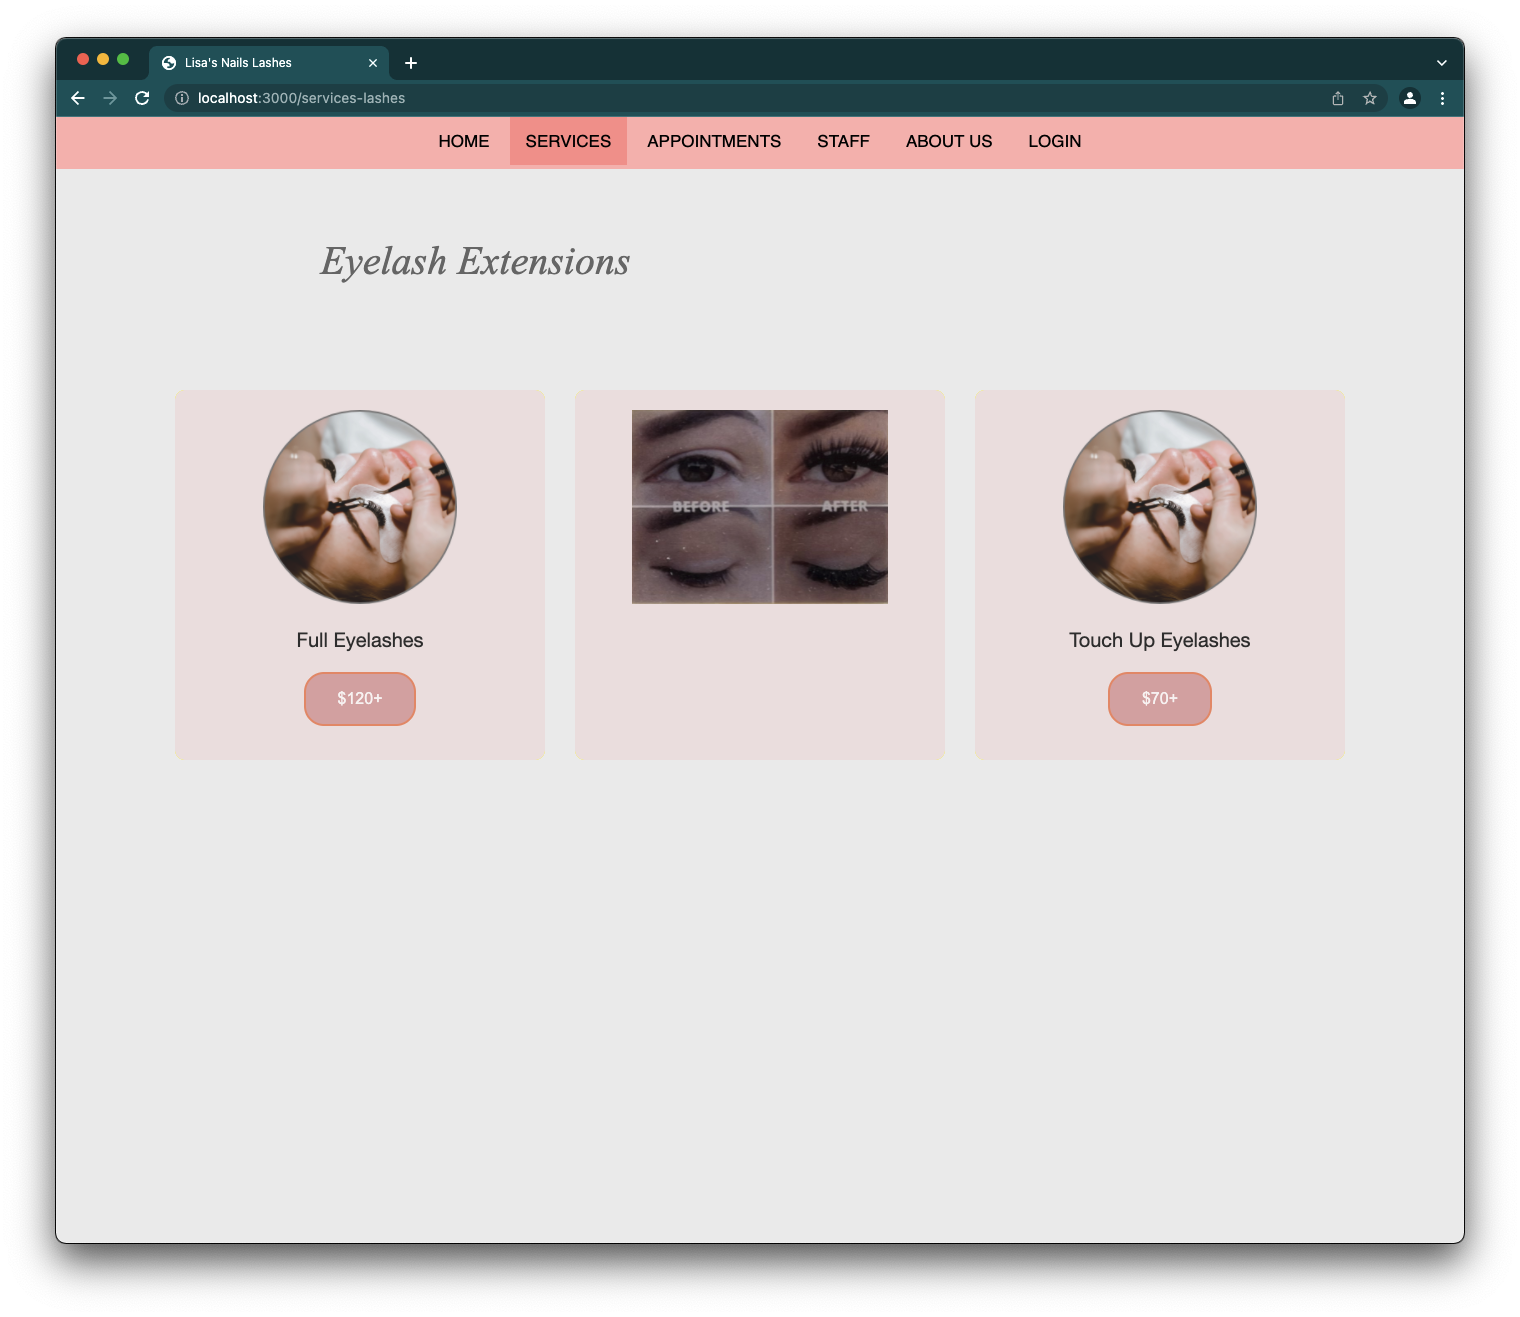 Lisa's Nails Lashes
localhost:3000/services-lashes
HOME SERVICES APPOINTMENTS STAFF ABOUT US LOGIN
Eyelash Extensions
BEFORE AFTER
Full Eyelashes Touch Up Eyelashes
$120+ $70+